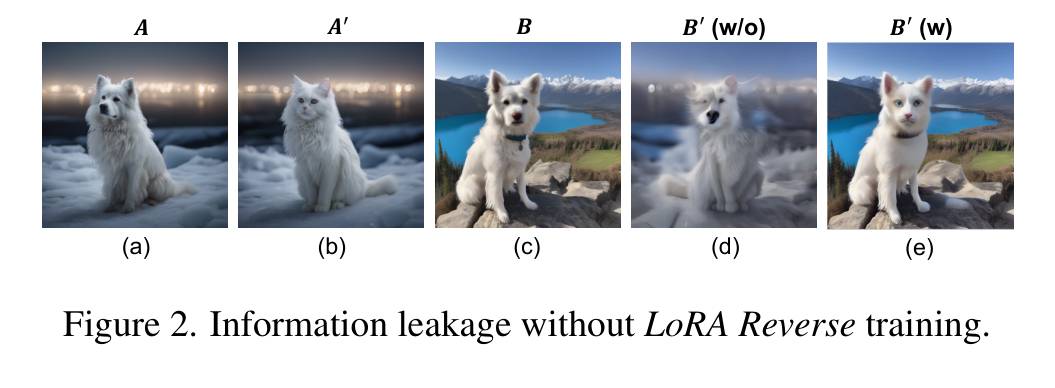 A A′ B B′ (w/o) B′ (w)
(a) (b) (c) (d) (e)
Figure 2. Information leakage without LoRA Reverse training.